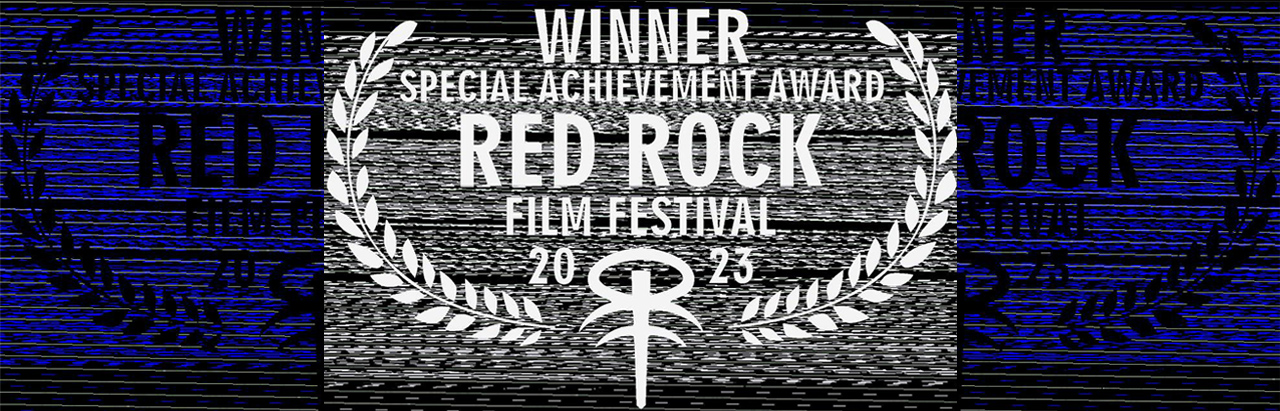 WINNER
SPECIAL ACHIEVEMENT AWARD
RED ROCK
FILM FESTIVAL
20 23